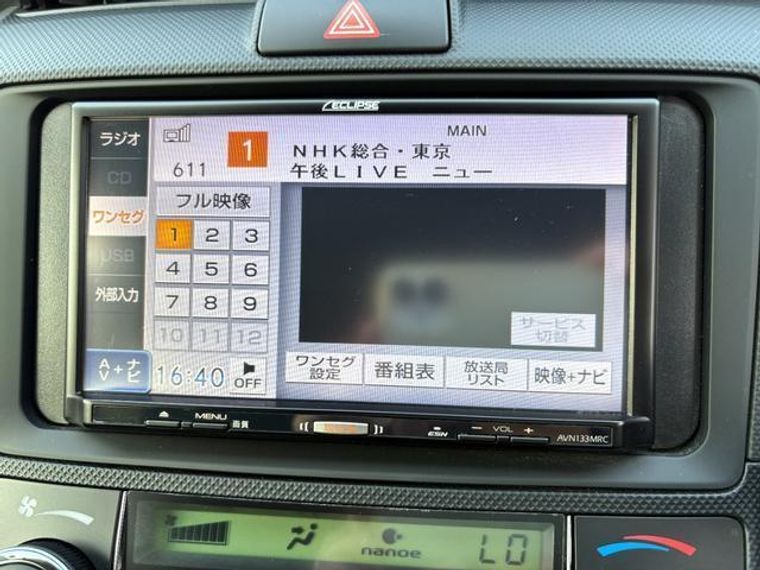 ECLIPSE
ラジオ
CD
ワンセグ
USB
外部入力
AV+ナビ
611
1
MAIN
NHK総合・東京
午後LIVE ニュー
フル映像
1 2 3
4 5 6
7 8 9
10 11 12
16:40
OFF
サービス
切替
ワンセグ
設定
番組表
放送局
リスト
映像+ナビ
MENU
画質
ESN
− VOL +
AVN133MRC
nanoe
LO